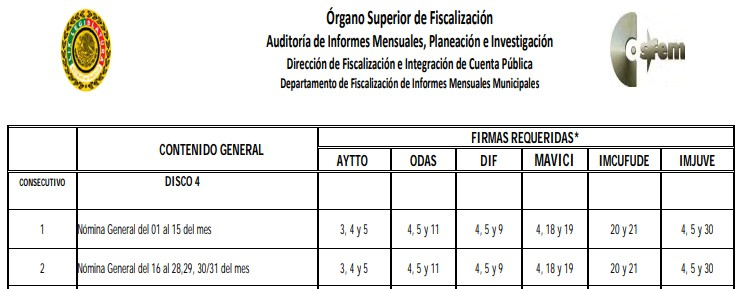 Órgano Superior de Fiscalización
Auditoría de Informes Mensuales, Planeación e Investigación
Dirección de Fiscalización e Integración de Cuenta Pública
Departamento de Fiscalización de Informes Mensuales Municipales
osfem
CONTENIDO GENERAL
FIRMAS REQUERIDAS*
AYTTO ODAS DIF MAVICI IMCUFUDE IMJUVE
CONSECUTIVO DISCO 4
1 Nómina General del 01 al 15 del mes 3, 4 y 5 4, 5 y 11 4, 5 y 9 4, 18 y 19 20 y 21 4, 5 y 30
2 Nómina General del 16 al 28,29, 30/31 del mes 3, 4 y 5 4, 5 y 11 4, 5 y 9 4, 18 y 19 20 y 21 4, 5 y 30